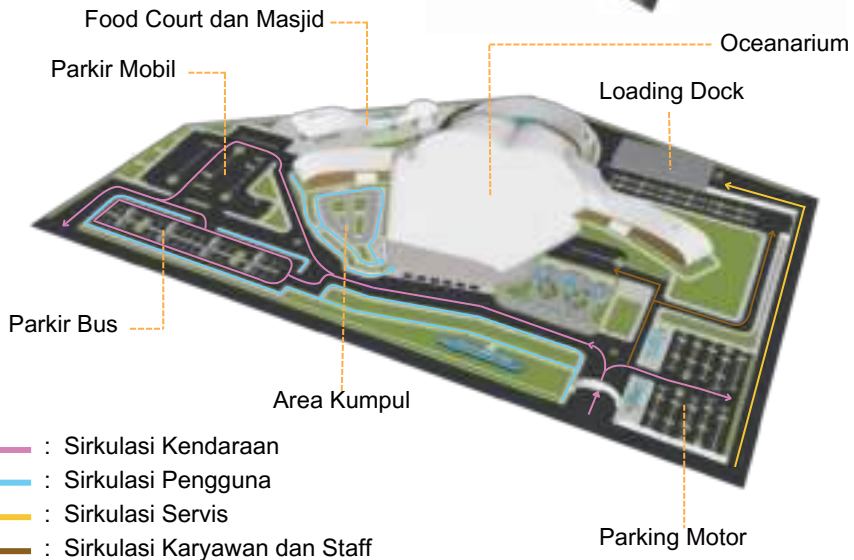 Food Court dan Masjid
Oceanarium
Parkir Mobil
Loading Dock
Parkir Bus
Area Kumpul
: Sirkulasi Kendaraan
: Sirkulasi Pengguna
: Sirkulasi Servis
: Sirkulasi Karyawan dan Staff
Parking Motor